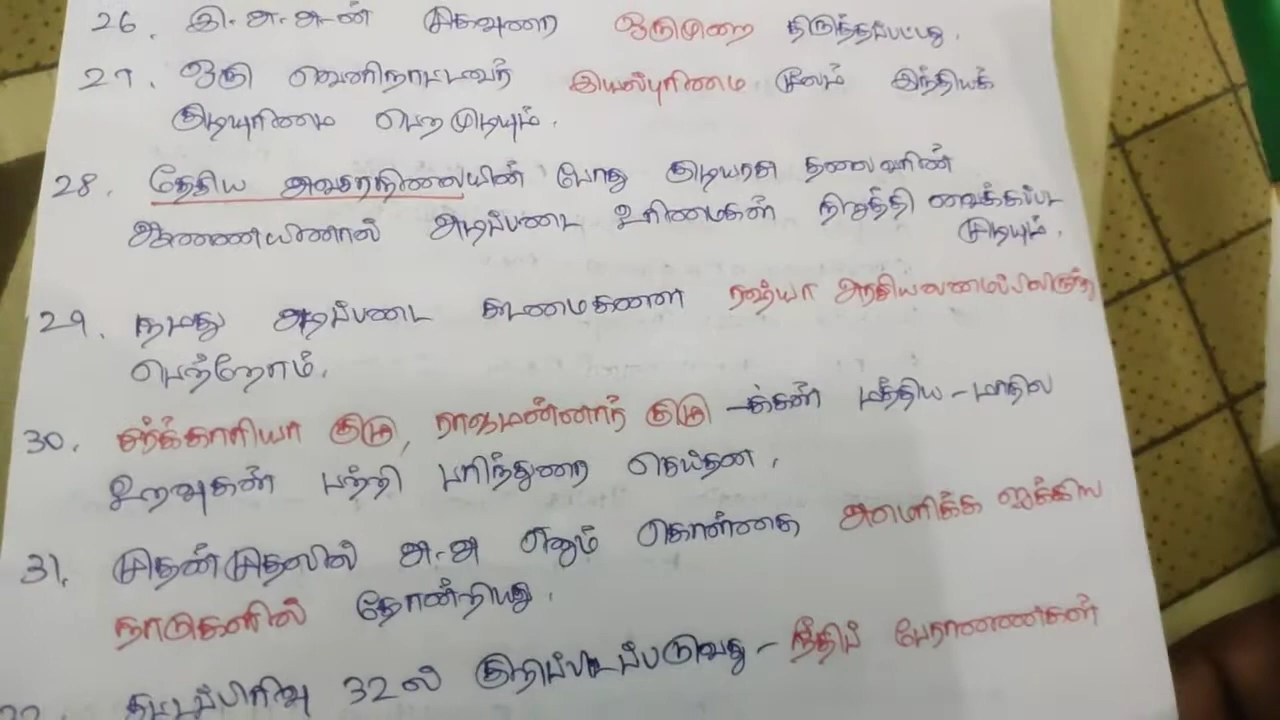 26. இ.அ.அ-ன் முகவுரை ஒருமுறை திருத்தப்பட்டது.
27. ஒரு வெளிநாட்டவர் இயல்புரிமை மூலம் இந்தியக்
குடியுரிமை பெறமுடியும்.
28. தேசிய அவசரநிலையின் போது குடியரசு தலைவரின்
ஆணையினால் அடிப்படை உரிமைகள் நிறுத்தி வைக்கப்பட
முடியும்.
29. நமது அடிப்படை கடமைகளை ரஷ்யா அரசியலமைப்பிலிருந்து
பெற்றோம்.
30. சர்க்காரியா குழு, ராஜமன்னார் குழு -க்கள் மத்திய - மாநில
உறவுகள் பற்றி பரிந்துரை செய்தன.
31. முதன்முதலில் அ.அ எனும் கொள்கை அமெரிக்க ஐக்கிய
நாடுகளில் தோன்றியது.
சட்டப்பிரிவு 32ல் குறிப்பிடப்படுவது - நீதிப் பேராணைகள்